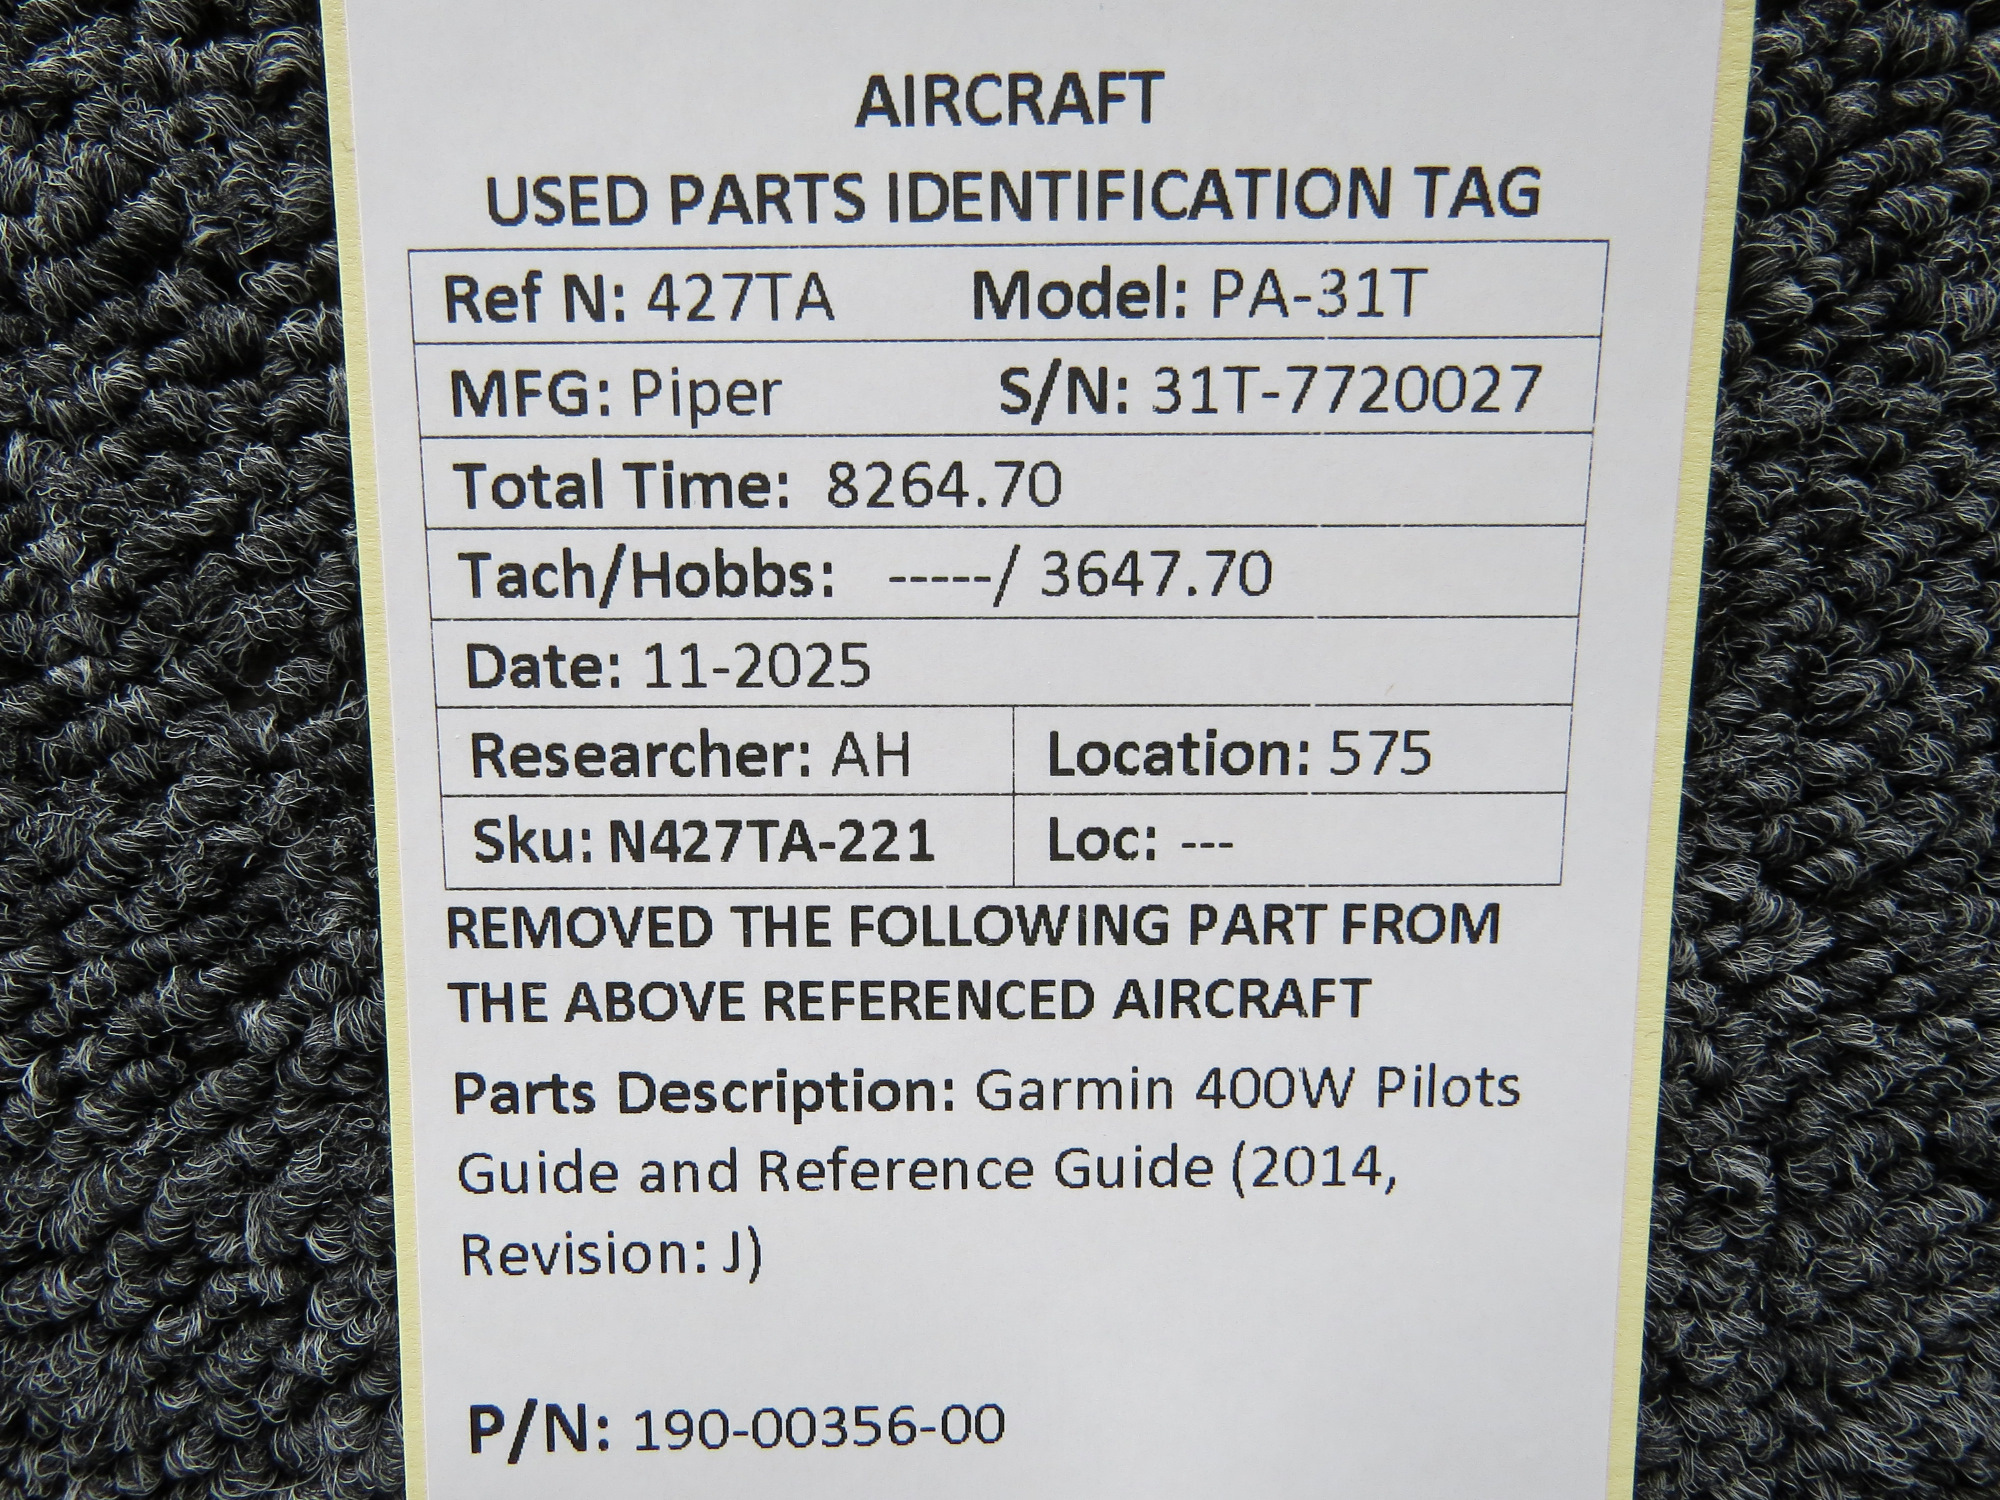 AIRCRAFT
USED PARTS IDENTIFICATION TAG
Ref N: 427TA Model: PA-31T
MFG: Piper S/N: 31T-7720027
Total Time: 8264.70
Tach/Hobbs: -----/ 3647.70
Date: 11-2025
Researcher: AH Location: 575
Sku: N427TA-221 Loc: ---
REMOVED THE FOLLOWING PART FROM
THE ABOVE REFERENCED AIRCRAFT
Parts Description: Garmin 400W Pilots
Guide and Reference Guide (2014,
Revision: J)
P/N: 190-00356-00